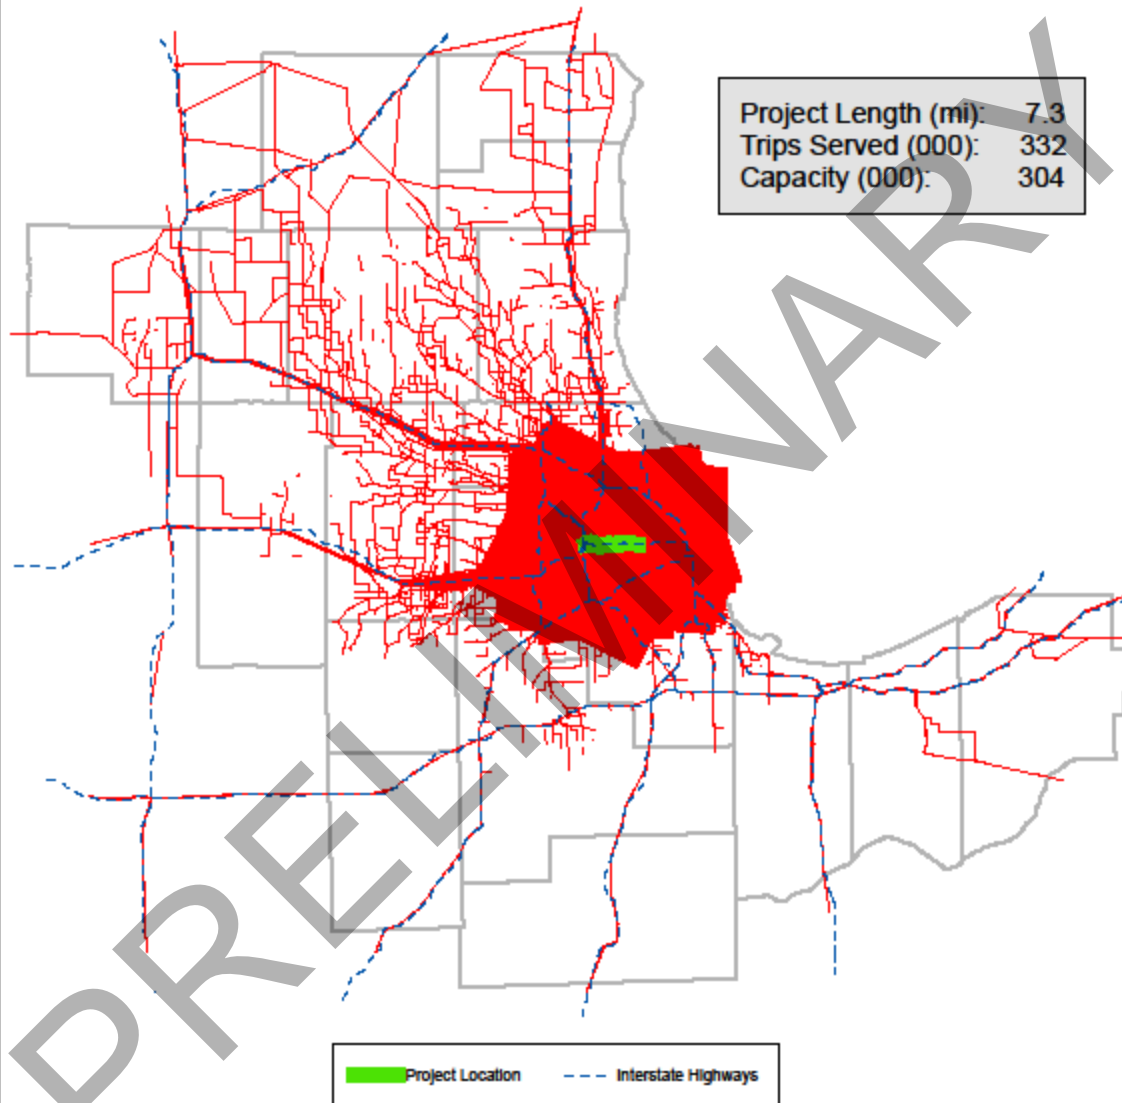 Project Length (mi): 7.3
Trips Served (000): 332
Capacity (000): 304
PRELIMINARY
Project Location
Interstate Highways